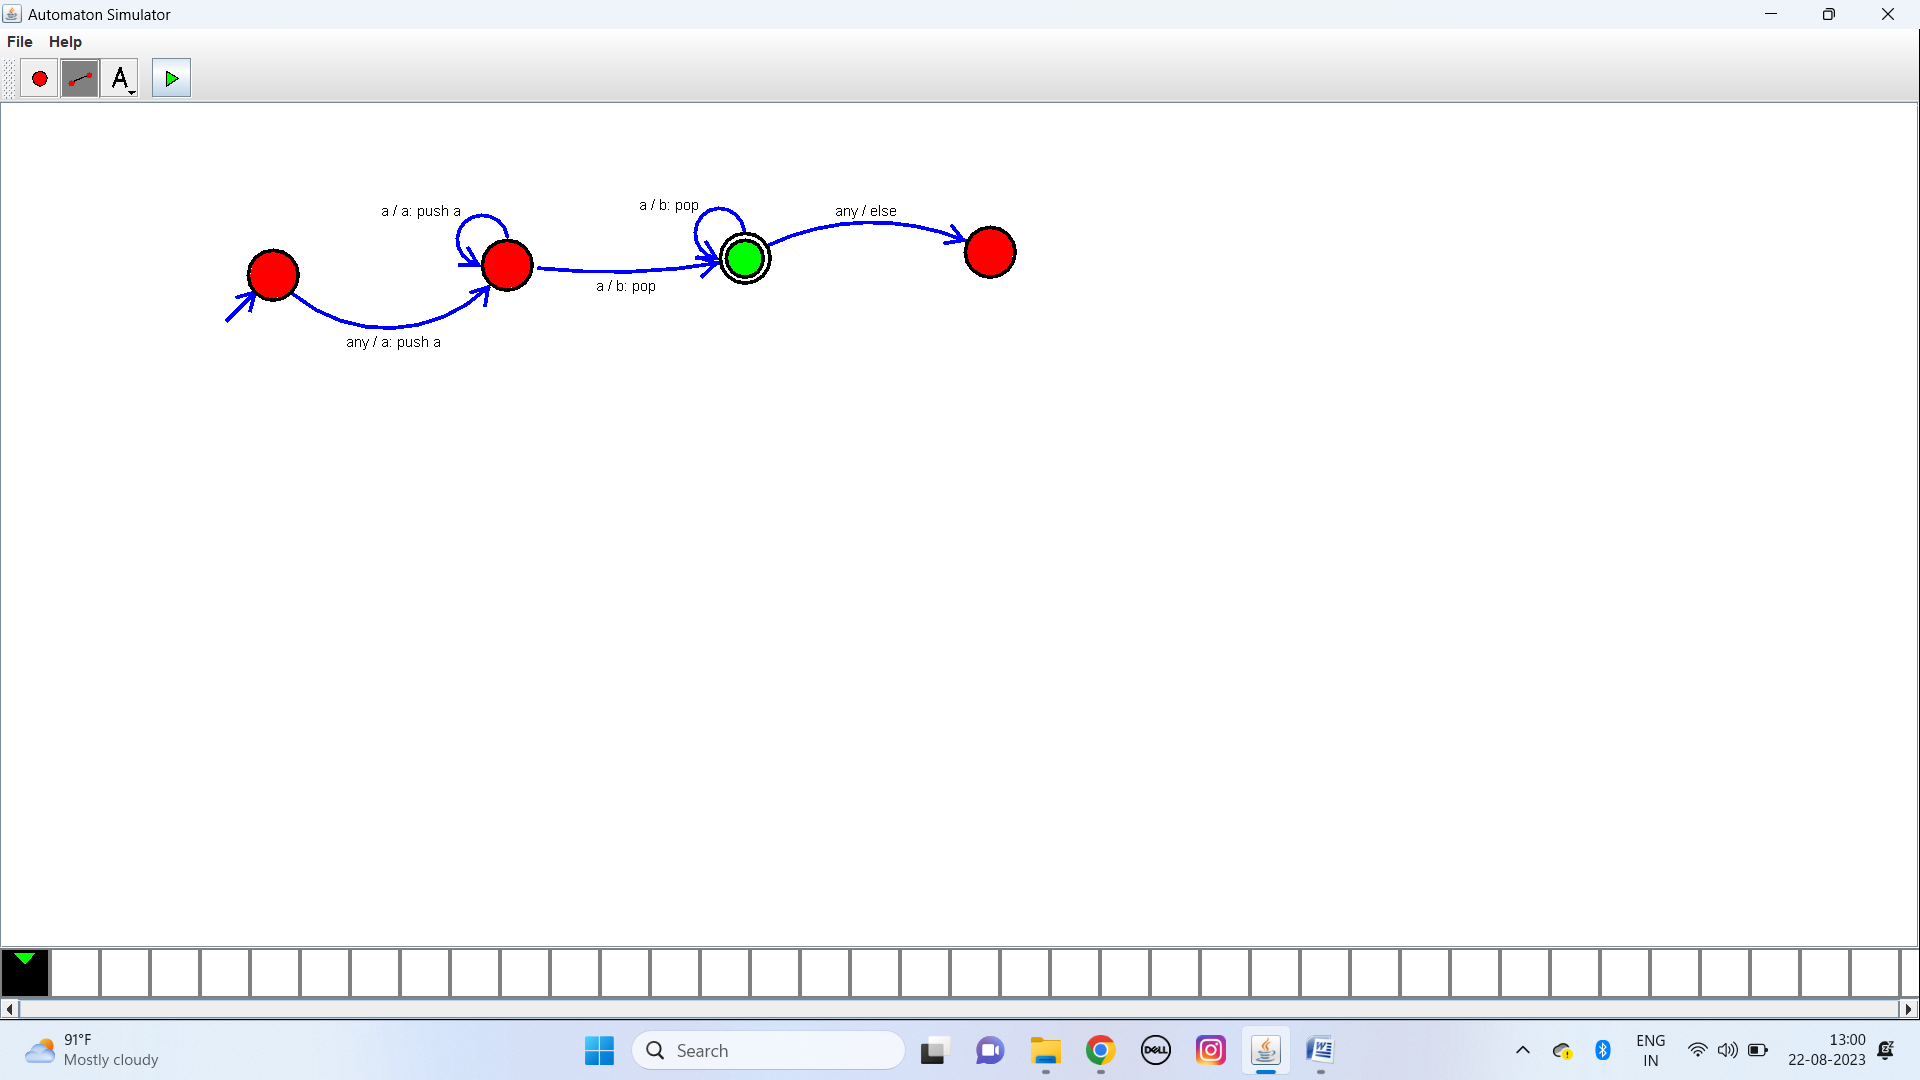 Automaton Simulator
File Help
A
a / a: push a
a / b: pop
any / else
a / b: pop
any / a: push a
91°F
Mostly cloudy
Search
DELL
W
ENG
IN
13:00
22-08-2023